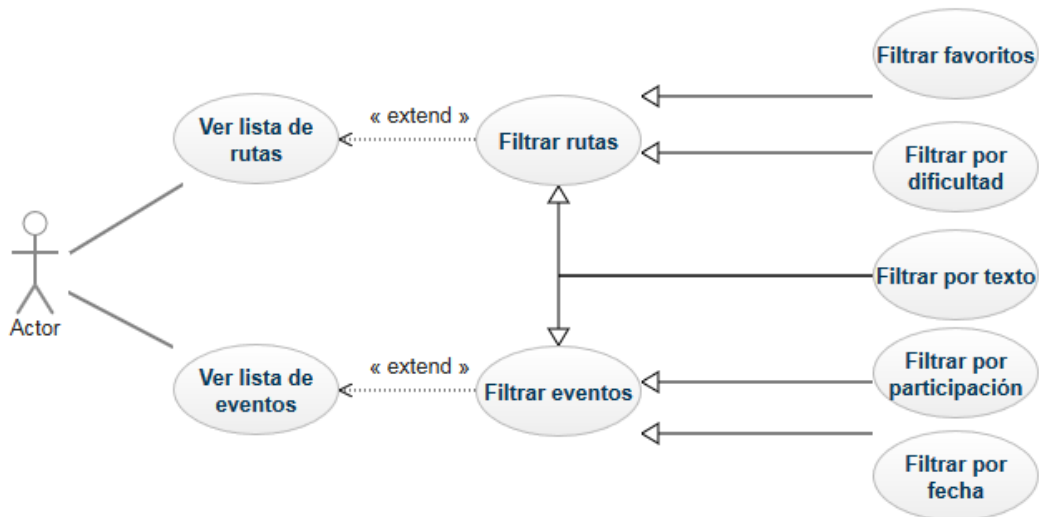 Filtrar favoritos
« extend »
Ver lista de
rutas
Filtrar rutas
Filtrar por
dificultad
Filtrar por texto
Actor
« extend »
Ver lista de
eventos
Filtrar eventos
Filtrar por
participación
Filtrar por
fecha